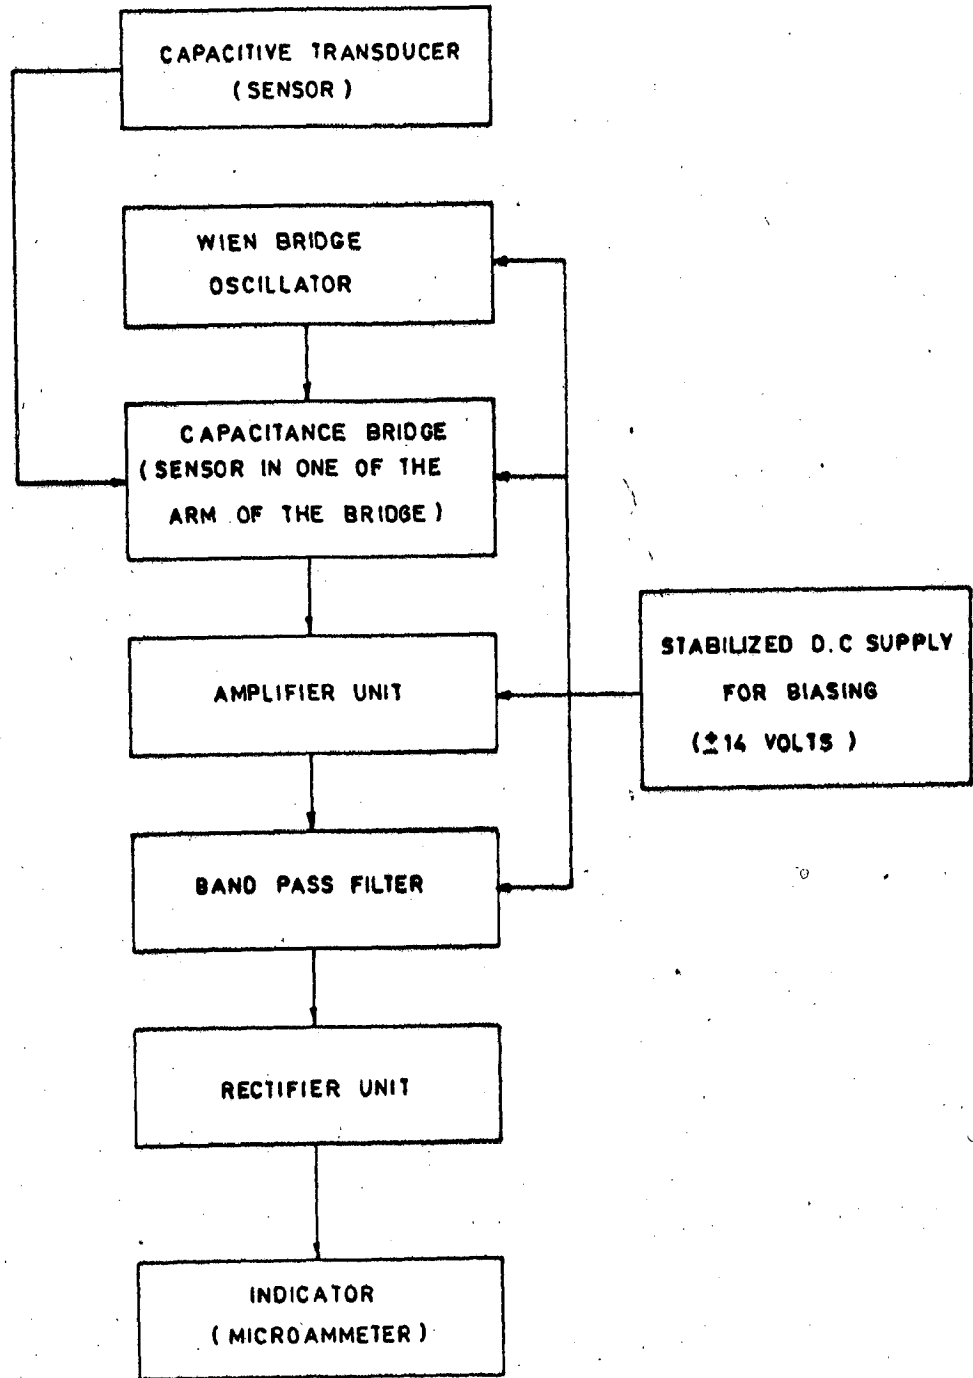 CAPACITIVE TRANSDUCER
(SENSOR)
WIEN BRIDGE
OSCILLATOR
CAPACITANCE BRIDGE
(SENSOR IN ONE OF THE
ARM OF THE BRIDGE)
AMPLIFIER UNIT
STABILIZED D.C SUPPLY
FOR BIASING
(±14 VOLTS)
BAND PASS FILTER
RECTIFIER UNIT
INDICATOR
(MICROAMMETER)